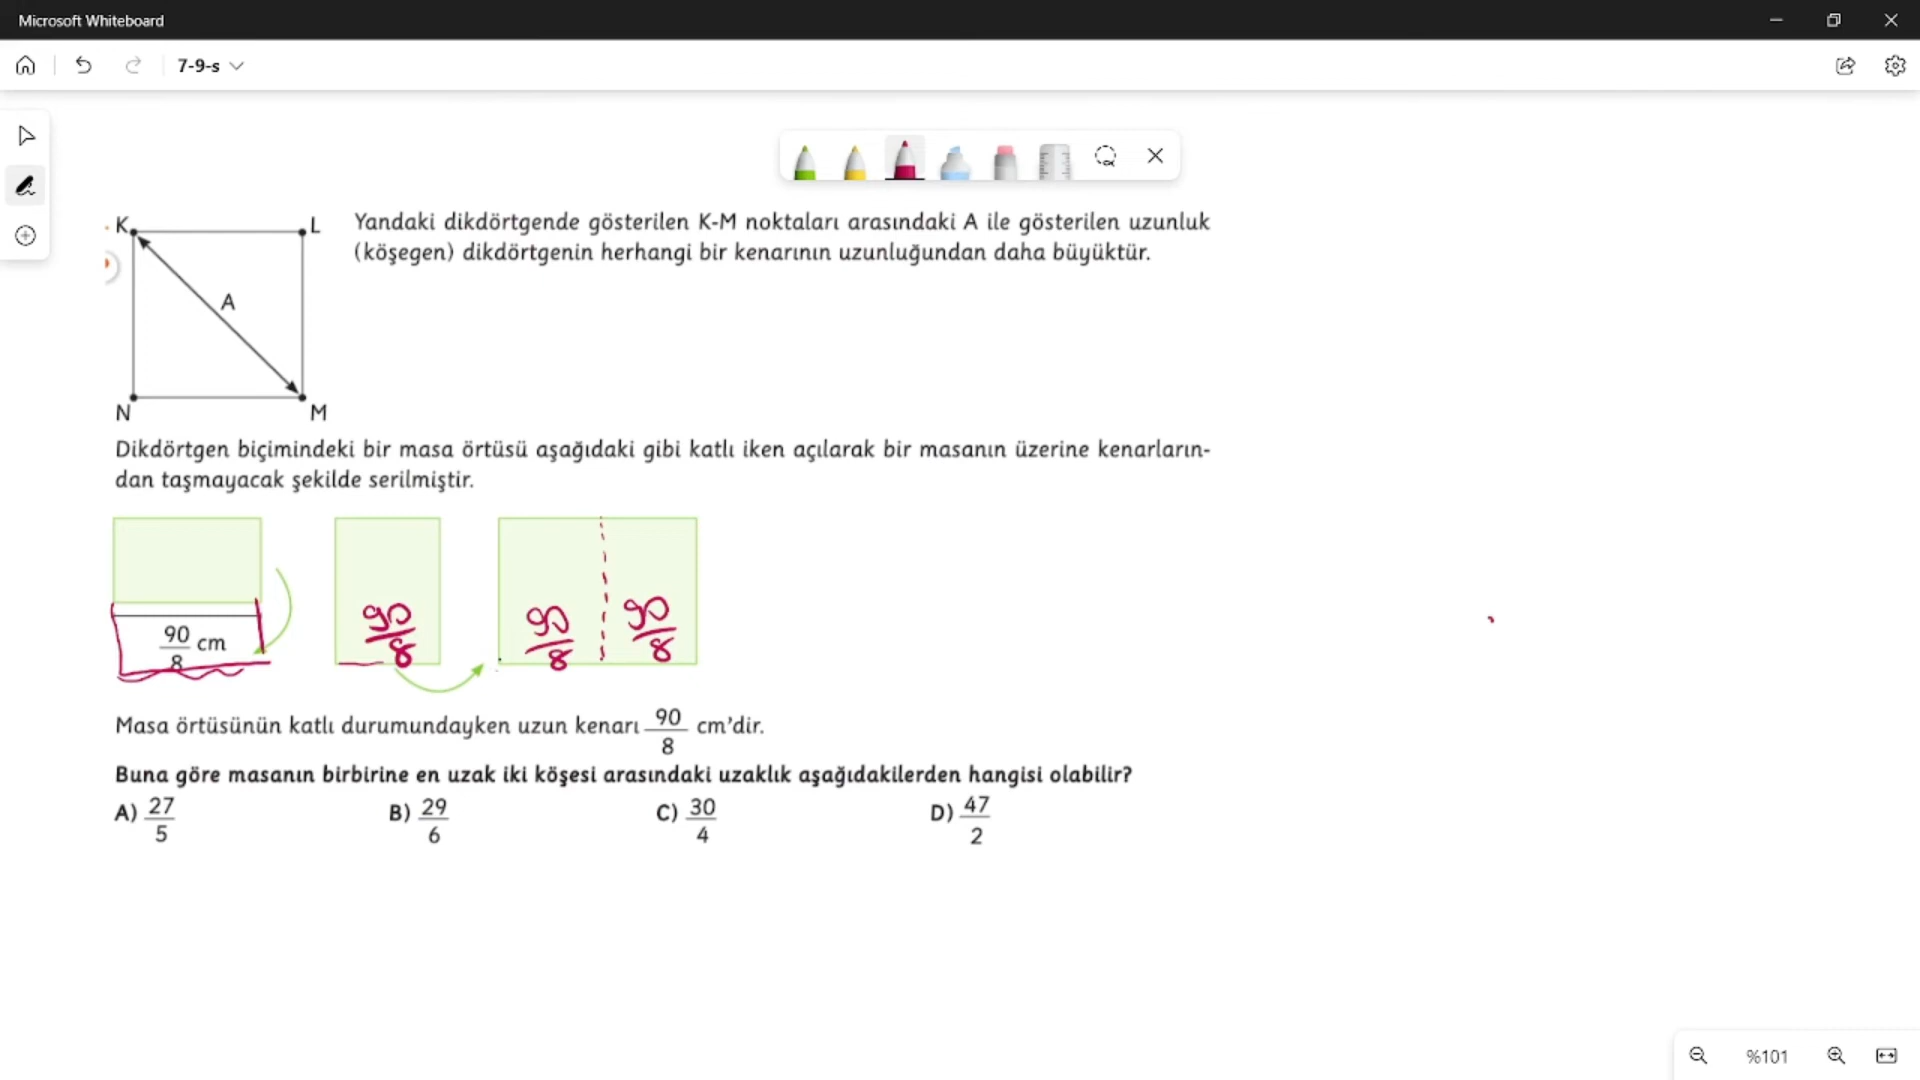 Microsoft Whiteboard
7-9-s
K
L
A
N
M
Yandaki dikdörtgende gösterilen K-M noktaları arasındaki A ile gösterilen uzunluk
(köşegen) dikdörtgenin herhangi bir kenarının uzunluğundan daha büyüktür.
Dikdörtgen biçimindeki bir masa örtüsü aşağıdaki gibi katlı iken açılarak bir masanın üzerine kenarların-
dan taşmayacak şekilde serilmiştir.
90/8 cm
90/8
90/8
90/8
Masa örtüsünün katlı durumundayken uzun kenarı 90/8 cm'dir.
Buna göre masanın birbirine en uzak iki köşesi arasındaki uzaklık aşağıdakilerden hangisi olabilir?
A) 27/5 B) 29/6 C) 30/4 D) 47/2
%101